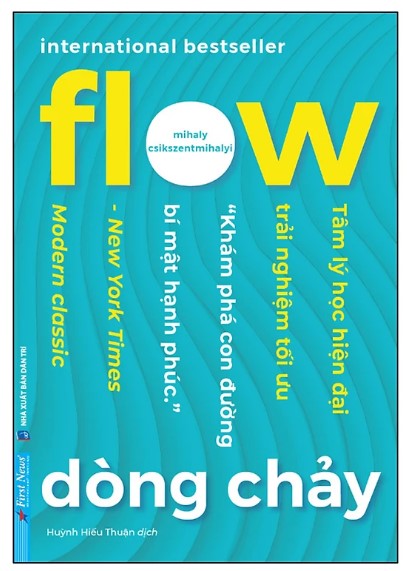 international bestseller
flow
mihaly
csikszentmihalyi
Tâm lý học hiện đại
trải nghiệm tối ưu
“Khám phá con đường
bí mật hạnh phúc.”
- New York Times
Modern classic
NHÀ XUẤT BẢN DÂN TRÍ
First News
dòng chảy
Huỳnh Hiếu Thuận dịch